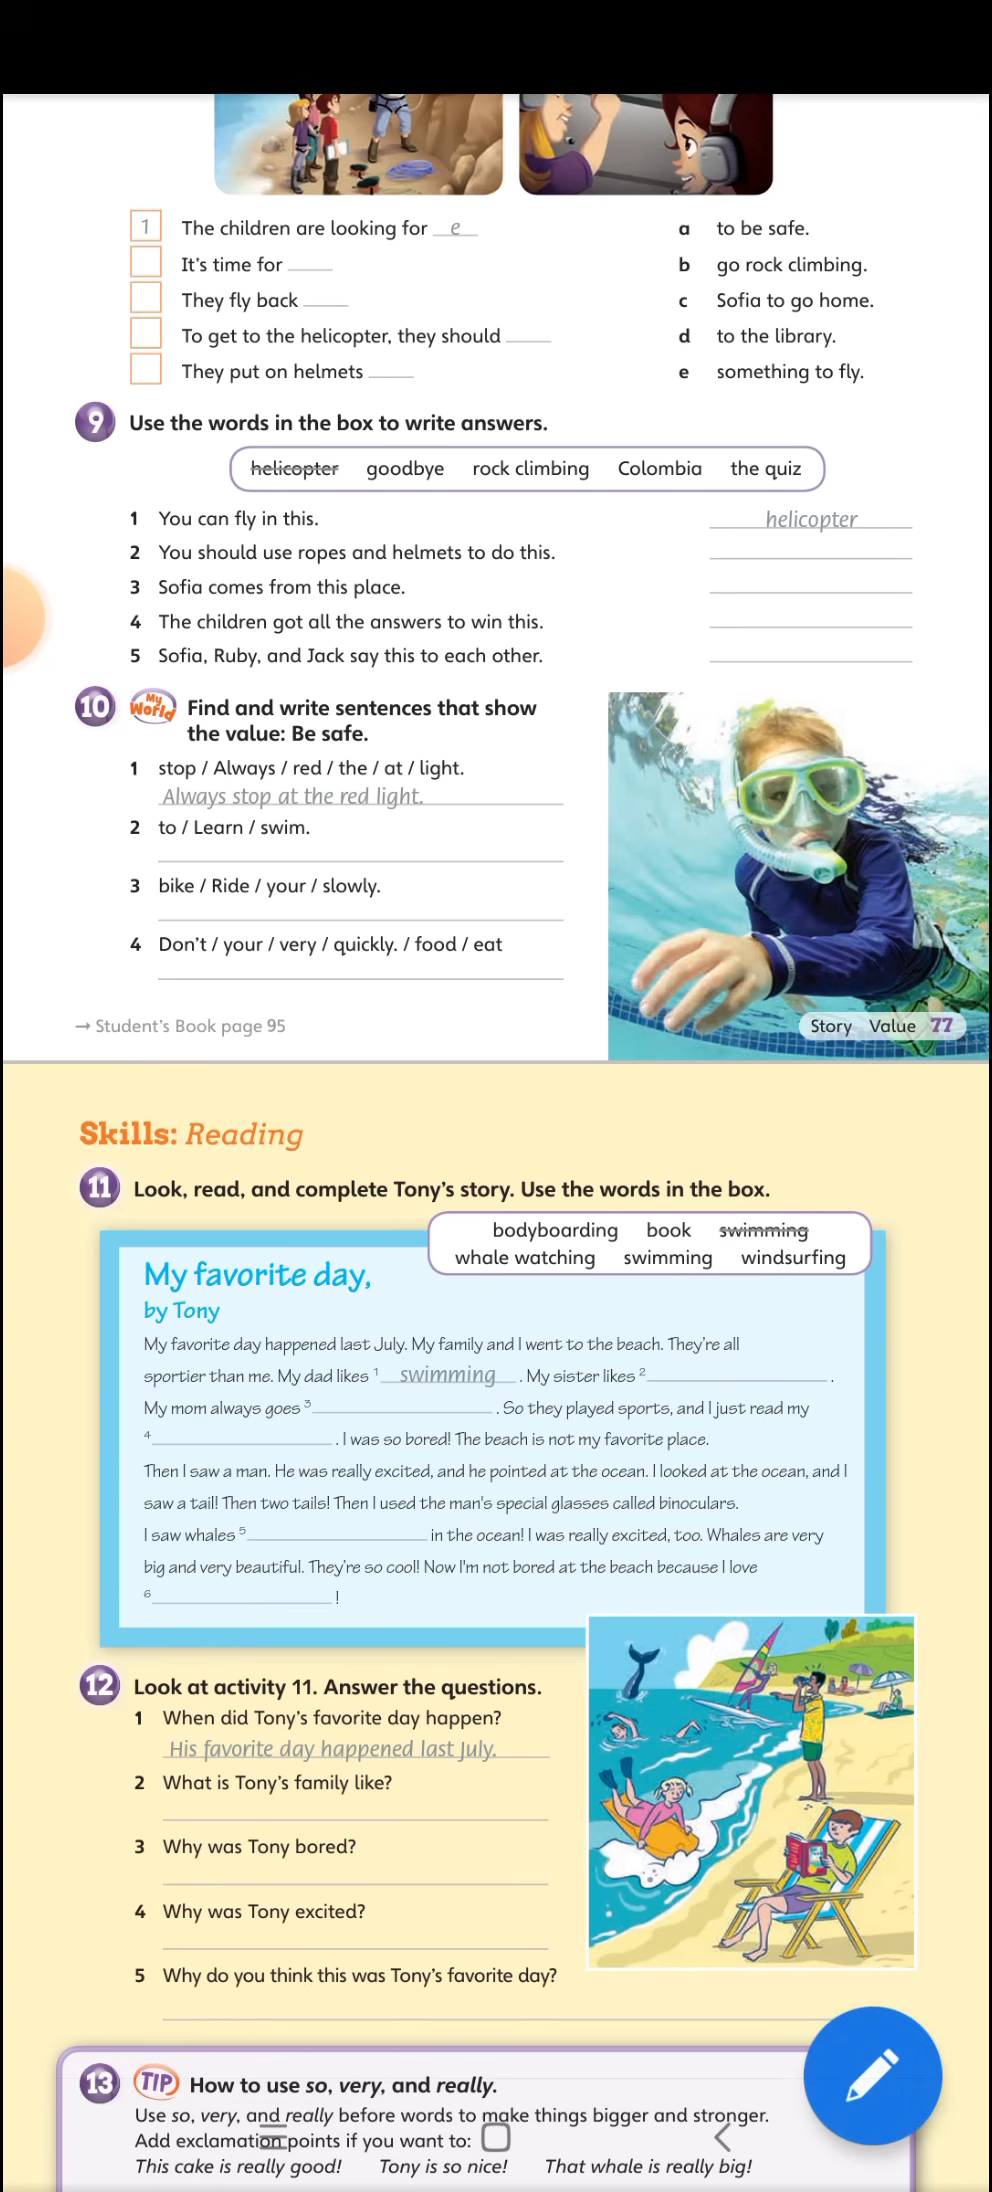 1 The children are looking for e a to be safe.
It's time for ____ b go rock climbing.
They fly back ____ c Sofia to go home.
To get to the helicopter, they should ____ d to the library.
They put on helmets ____ e something to fly.
9 Use the words in the box to write answers.
helicopter goodbye rock climbing Colombia the quiz
1 You can fly in this. helicopter
2 You should use ropes and helmets to do this.
3 Sofia comes from this place.
4 The children got all the answers to win this.
5 Sofia, Ruby, and Jack say this to each other.
10 My World Find and write sentences that show
the value: Be safe.
1 stop / Always / red / the / at / light.
Always stop at the red light.
2 to / Learn / swim.
3 bike / Ride / your / slowly.
4 Don't / your / very / quickly. / food / eat
→ Student's Book page 95 Story Value 77
Skills: Reading
11 Look, read, and complete Tony's story. Use the words in the box.
bodyboarding book swimming
whale watching swimming windsurfing
My favorite day,
by Tony
My favorite day happened last July. My family and I went to the beach. They're all
sportier than me. My dad likes 1 swimming . My sister likes 2 ____ .
My mom always goes 3 ____ . So they played sports, and I just read my
4 ____ . I was so bored! The beach is not my favorite place.
Then I saw a man. He was really excited, and he pointed at the ocean. I looked at the ocean, and I
saw a tail! Then two tails! Then I used the man's special glasses called binoculars.
I saw whales 5 ____ in the ocean! I was really excited, too. Whales are very
big and very beautiful. They're so cool! Now I'm not bored at the beach because I love
6 ____ !
12 Look at activity 11. Answer the questions.
1 When did Tony's favorite day happen?
His favorite day happened last July.
2 What is Tony's family like?
3 Why was Tony bored?
4 Why was Tony excited?
5 Why do you think this was Tony's favorite day?
13 TIP How to use so, very, and really.
Use so, very, and really before words to make things bigger and stronger.
Add exclamation points if you want to:
This cake is really good! Tony is so nice! That whale is really big!